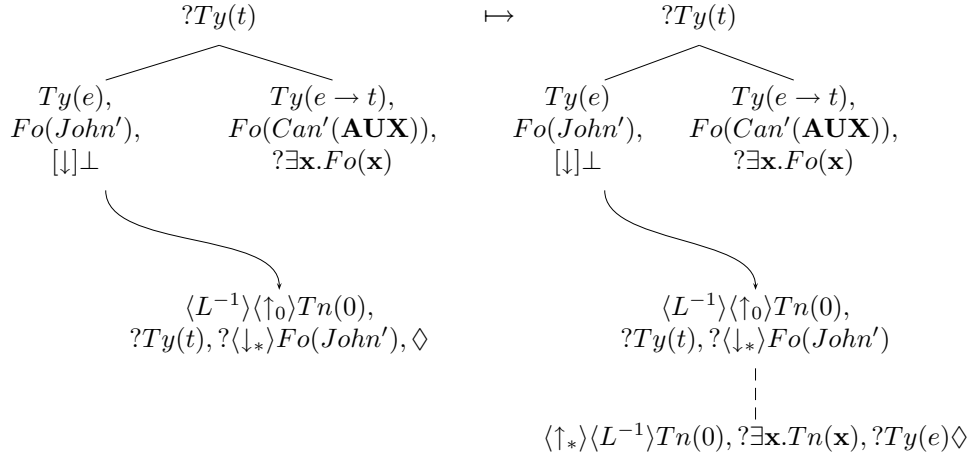 ?Ty(t) ↦ ?Ty(t)
Ty(e), Ty(e → t), Ty(e) Ty(e → t),
Fo(John′), Fo(Can′(AUX)), Fo(John′), Fo(Can′(AUX)),
[↓]⊥ ?∃x.Fo(x) [↓]⊥ ?∃x.Fo(x)
⟨L⁻¹⟩⟨↑₀⟩Tn(0), ⟨L⁻¹⟩⟨↑₀⟩Tn(0),
?Ty(t), ?⟨↓*⟩Fo(John′), ◊ ?Ty(t), ?⟨↓*⟩Fo(John′)
⟨↑*⟩⟨L⁻¹⟩Tn(0), ?∃x.Tn(x), ?Ty(e)◊